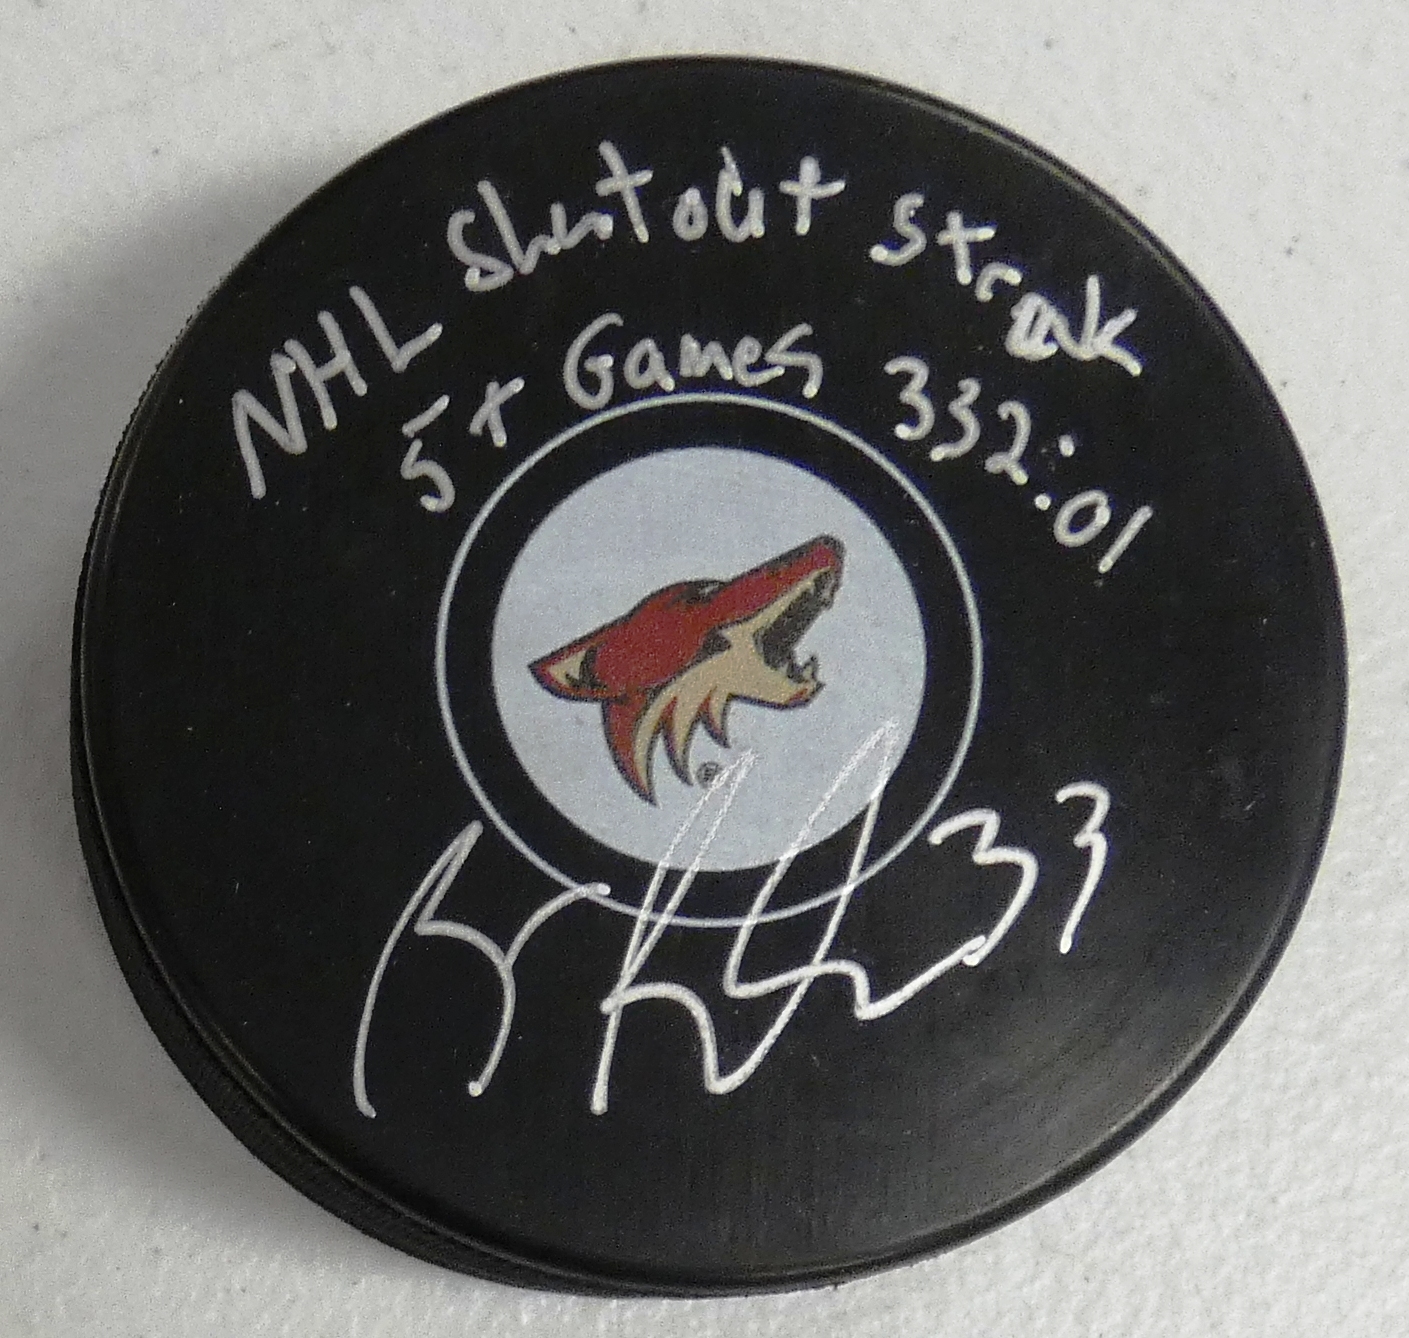 NHL Shutout Streak
5+ Games 332:01
®
33